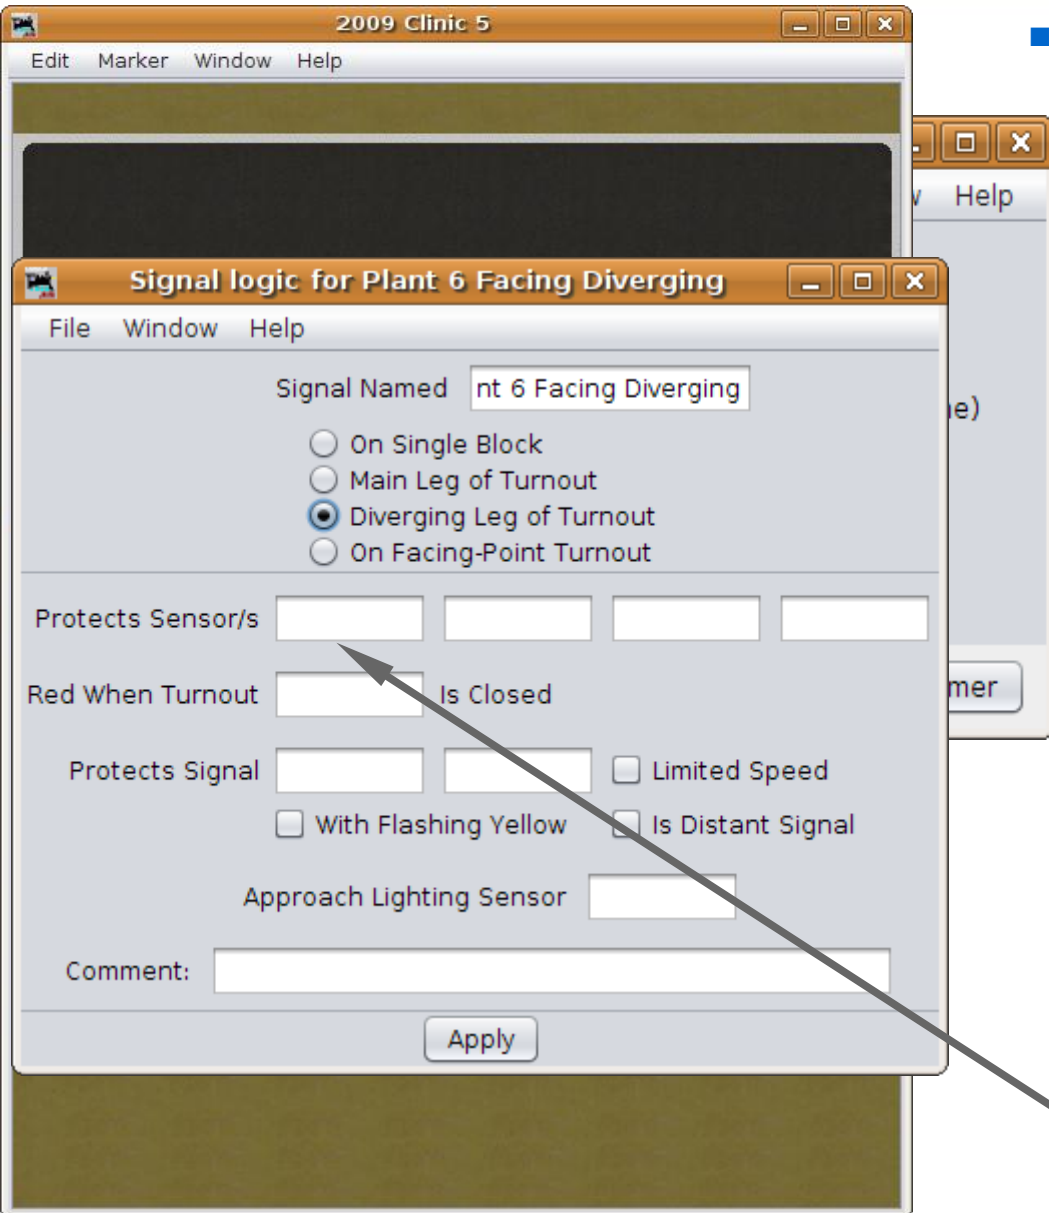 2009 Clinic 5
Edit Marker Window Help
Help
Signal logic for Plant 6 Facing Diverging
File Window Help
Signal Named nt 6 Facing Diverging
On Single Block
Main Leg of Turnout
Diverging Leg of Turnout
On Facing-Point Turnout
Protects Sensor/s
Red When Turnout Is Closed
Protects Signal Limited Speed
With Flashing Yellow Is Distant Signal
Approach Lighting Sensor
Comment:
Apply
ne)
mer